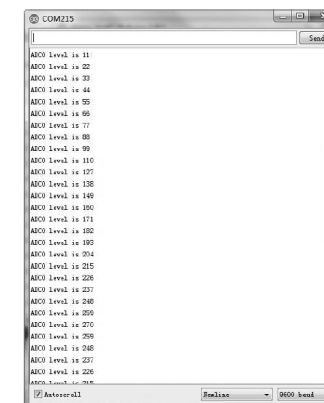 COM215
Send
ADC0 level is 11
ADC0 level is 22
ADC0 level is 33
ADC0 level is 44
ADC0 level is 55
ADC0 level is 66
ADC0 level is 77
ADC0 level is 88
ADC0 level is 99
ADC0 level is 110
ADC0 level is 127
ADC0 level is 138
ADC0 level is 149
ADC0 level is 160
ADC0 level is 171
ADC0 level is 182
ADC0 level is 193
ADC0 level is 204
ADC0 level is 215
ADC0 level is 226
ADC0 level is 237
ADC0 level is 248
ADC0 level is 259
ADC0 level is 270
ADC0 level is 259
ADC0 level is 248
ADC0 level is 237
ADC0 level is 226
ADC0 level is 215
Autoscroll Newline 9600 baud